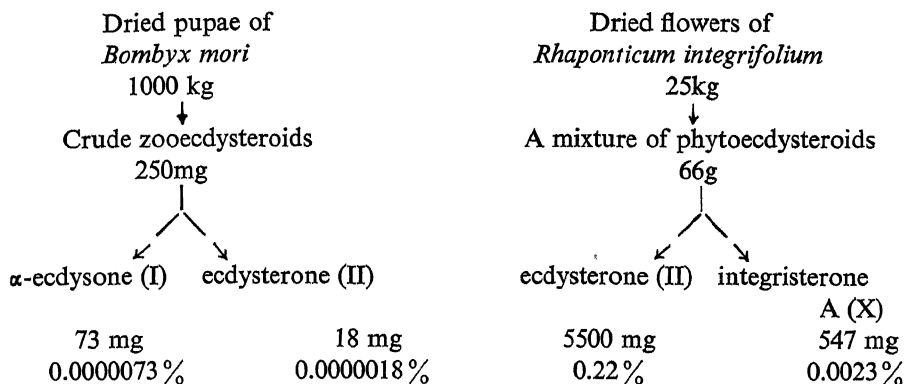 Dried pupae of
Bombyx mori
1000 kg
Crude zooecdysteroids
250mg
α-ecdysone (I) ecdysterone (II)
73 mg 18 mg
0.0000073% 0.0000018%
Dried flowers of
Rhaponticum integrifolium
25kg
A mixture of phytoecdysteroids
66g
ecdysterone (II) integristerone
A (X)
5500 mg 547 mg
0.22% 0.0023%